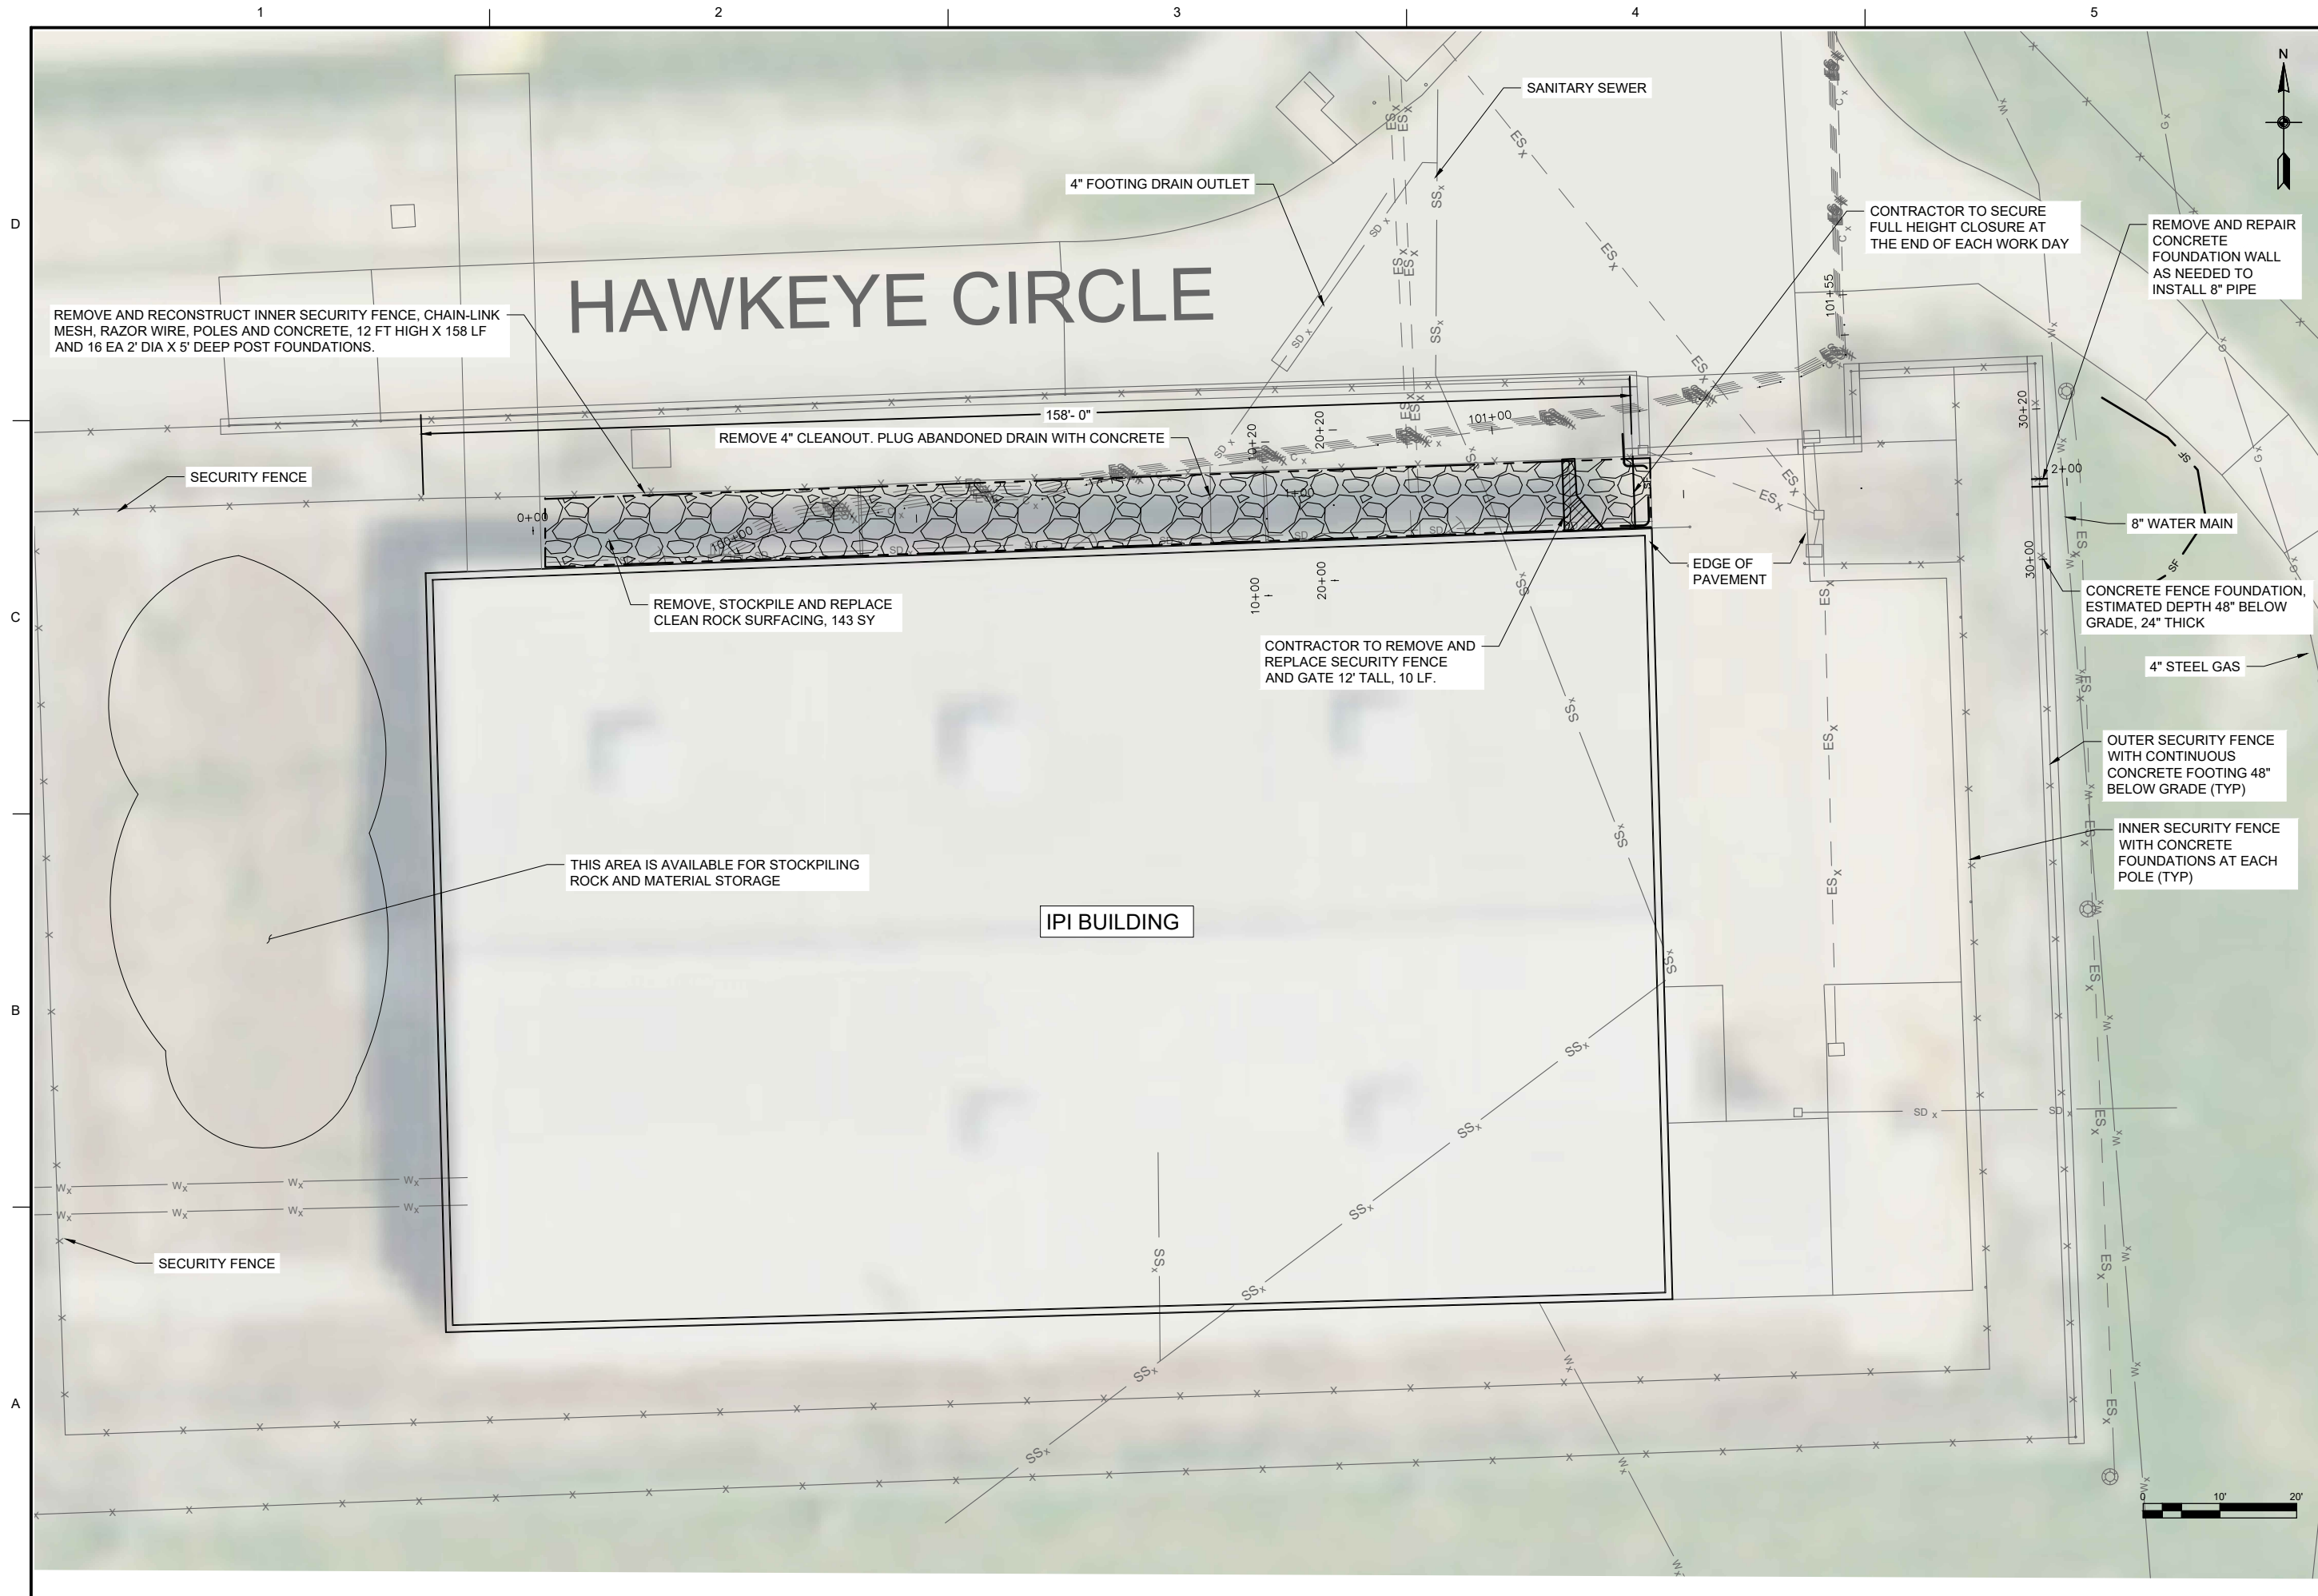 1
2
3
4
5
N
SANITARY SEWER
4" FOOTING DRAIN OUTLET
CONTRACTOR TO SECURE
FULL HEIGHT CLOSURE AT
THE END OF EACH WORK DAY
REMOVE AND REPAIR
CONCRETE
FOUNDATION WALL
AS NEEDED TO
INSTALL 8" PIPE
D
HAWKEYE CIRCLE
REMOVE AND RECONSTRUCT INNER SECURITY FENCE, CHAIN-LINK
MESH, RAZOR WIRE, POLES AND CONCRETE, 12 FT HIGH X 158 LF
AND 16 EA 2' DIA X 5' DEEP POST FOUNDATIONS.
101+55
158'- 0"
REMOVE 4" CLEANOUT. PLUG ABANDONED DRAIN WITH CONCRETE
10+20
20+20
101+00
30+20
SECURITY FENCE
2+00
0+00
1+00
100+00
8" WATER MAIN
EDGE OF
PAVEMENT
10+00
20+00
30+00
CONCRETE FENCE FOUNDATION,
ESTIMATED DEPTH 48" BELOW
GRADE, 24" THICK
REMOVE, STOCKPILE AND REPLACE
CLEAN ROCK SURFACING, 143 SY
C
CONTRACTOR TO REMOVE AND
REPLACE SECURITY FENCE
AND GATE 12' TALL, 10 LF.
4" STEEL GAS
OUTER SECURITY FENCE
WITH CONTINUOUS
CONCRETE FOOTING 48"
BELOW GRADE (TYP)
INNER SECURITY FENCE
WITH CONCRETE
FOUNDATIONS AT EACH
POLE (TYP)
THIS AREA IS AVAILABLE FOR STOCKPILING
ROCK AND MATERIAL STORAGE
IPI BUILDING
B
SECURITY FENCE
A
0
10'
20'